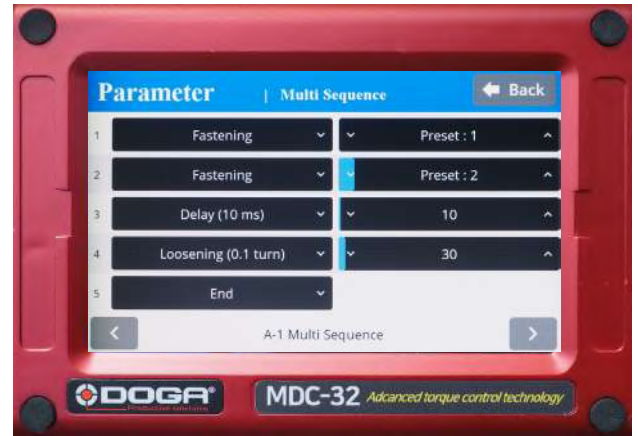 Parameter | Multi Sequence Back
1 Fastening Preset : 1
2 Fastening Preset : 2
3 Delay (10 ms) 10
4 Loosening (0.1 turn) 30
5 End
A-1 Multi Sequence
DOGA®
Productive solutions
MDC-32 Adcanced torque control technology